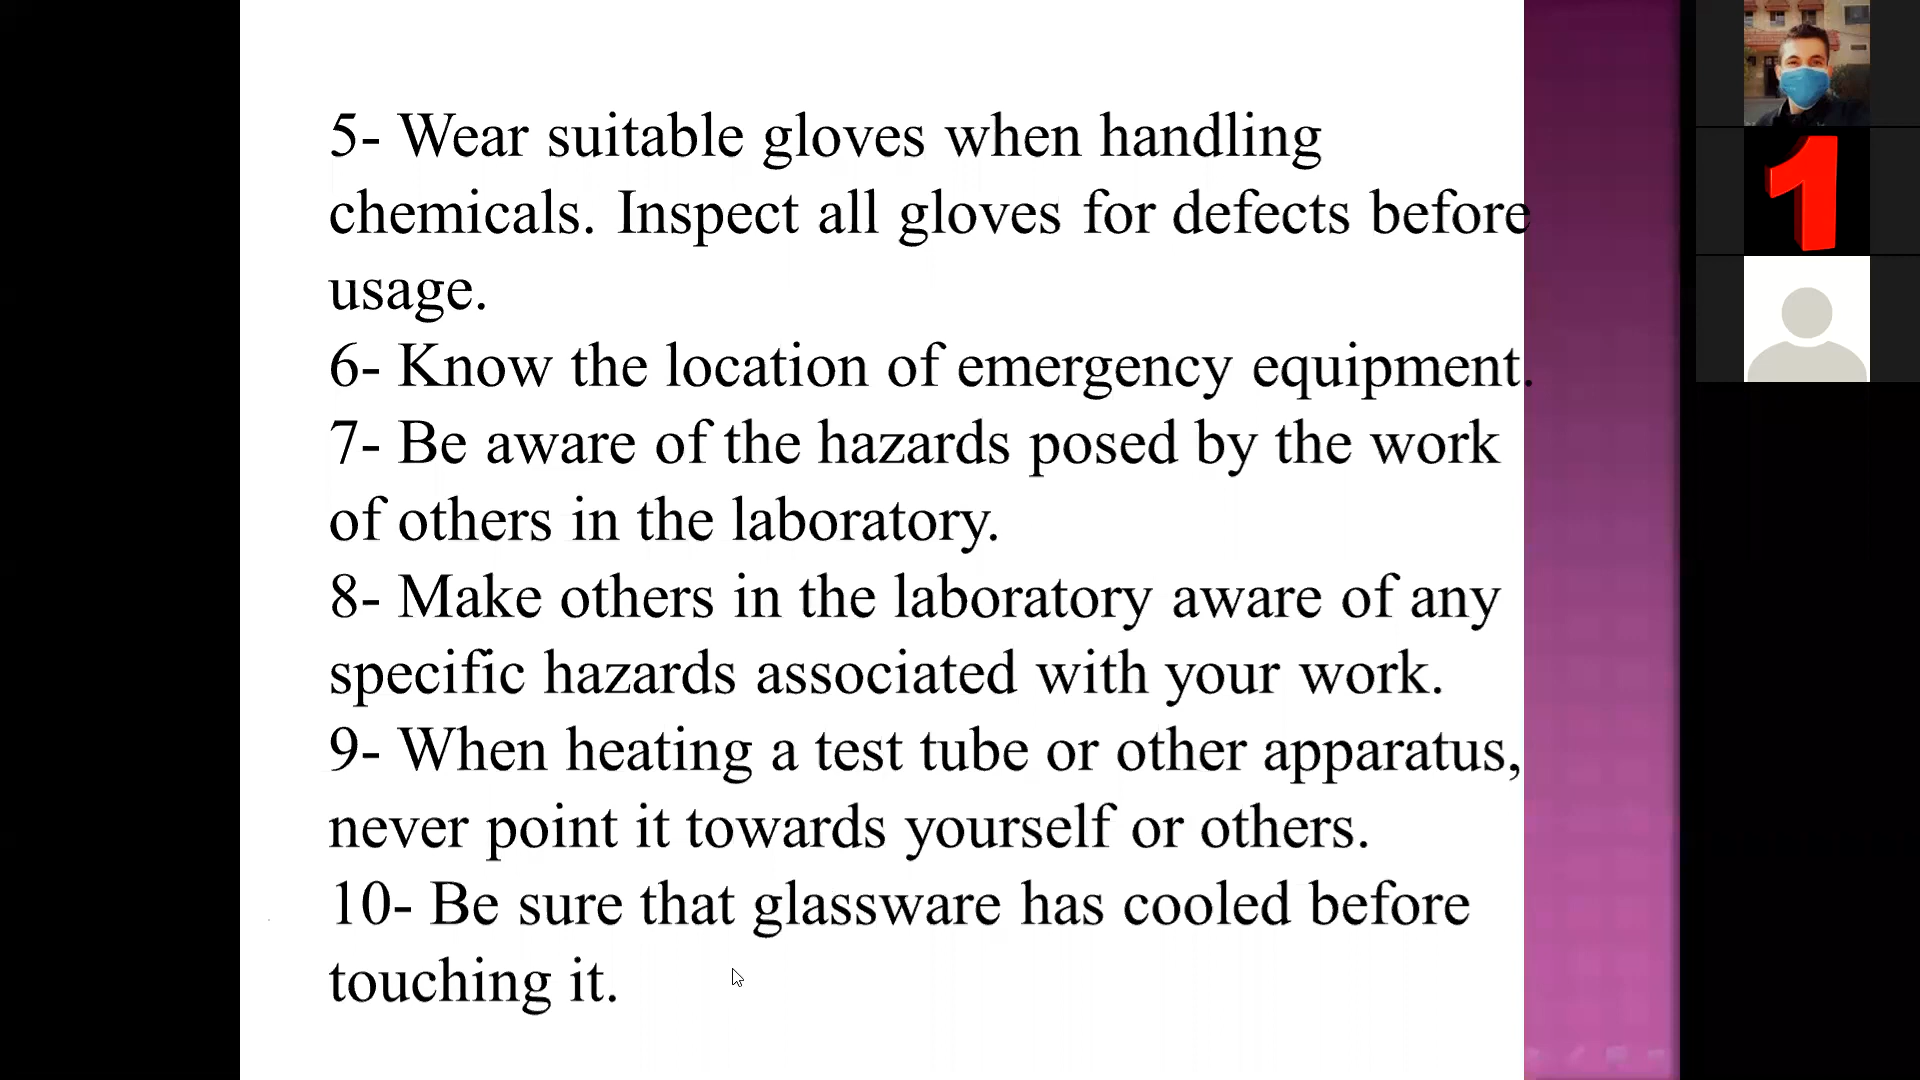 5- Wear suitable gloves when handling
chemicals. Inspect all gloves for defects before
usage.
6- Know the location of emergency equipment.
7- Be aware of the hazards posed by the work
of others in the laboratory.
8- Make others in the laboratory aware of any
specific hazards associated with your work.
9- When heating a test tube or other apparatus,
never point it towards yourself or others.
10- Be sure that glassware has cooled before
touching it.
1